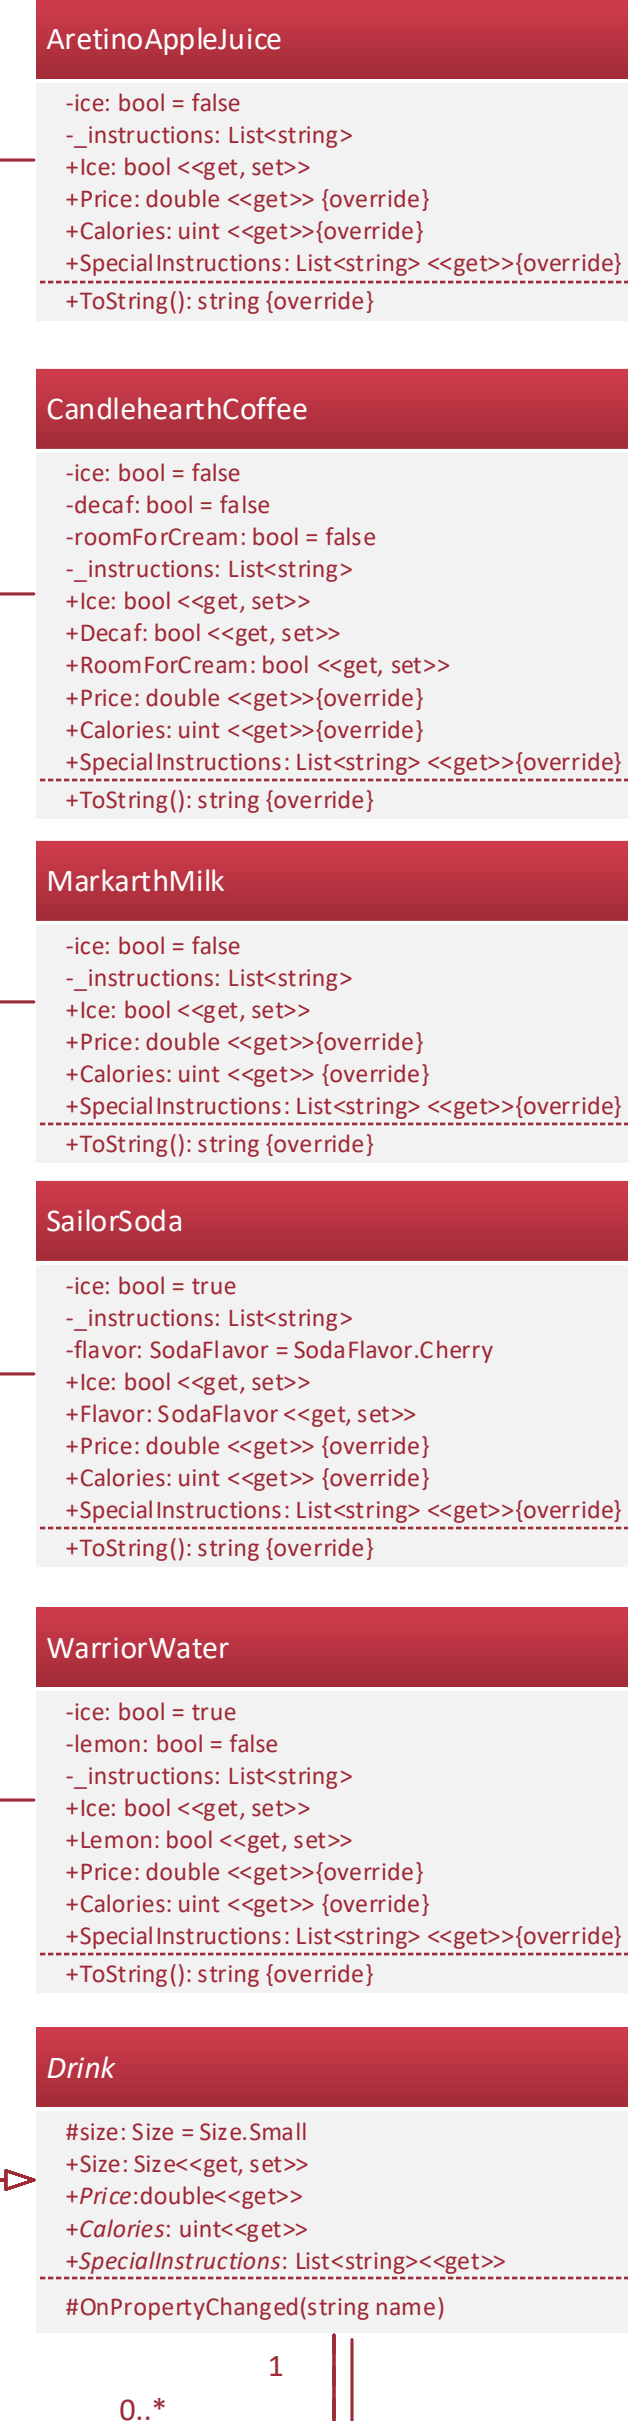 AretinoAppleJuice
-ice: bool = false
-_instructions: List<string>
+Ice: bool <<get, set>>
+Price: double <<get>> {override}
+Calories: uint <<get>>{override}
+SpecialInstructions: List<string> <<get>>{override}
+ToString(): string {override}
CandlehearthCoffee
-ice: bool = false
-decaf: bool = false
-roomForCream: bool = false
-_instructions: List<string>
+Ice: bool <<get, set>>
+Decaf: bool <<get, set>>
+RoomForCream: bool <<get, set>>
+Price: double <<get>>{override}
+Calories: uint <<get>>{override}
+SpecialInstructions: List<string> <<get>>{override}
+ToString(): string {override}
MarkarthMilk
-ice: bool = false
-_instructions: List<string>
+Ice: bool <<get, set>>
+Price: double <<get>>{override}
+Calories: uint <<get>> {override}
+SpecialInstructions: List<string> <<get>>{override}
+ToString(): string {override}
SailorSoda
-ice: bool = true
-_instructions: List<string>
-flavor: SodaFlavor = SodaFlavor.Cherry
+Ice: bool <<get, set>>
+Flavor: SodaFlavor <<get, set>>
+Price: double <<get>> {override}
+Calories: uint <<get>> {override}
+SpecialInstructions: List<string> <<get>>{override}
+ToString(): string {override}
WarriorWater
-ice: bool = true
-lemon: bool = false
-_instructions: List<string>
+Ice: bool <<get, set>>
+Lemon: bool <<get, set>>
+Price: double <<get>>{override}
+Calories: uint <<get>> {override}
+SpecialInstructions: List<string> <<get>>{override}
+ToString(): string {override}
Drink
#size: Size = Size.Small
+Size: Size<<get, set>>
+Price:double<<get>>
+Calories: uint<<get>>
+SpecialInstructions: List<string><<get>>
#OnPropertyChanged(string name)
1
0..*